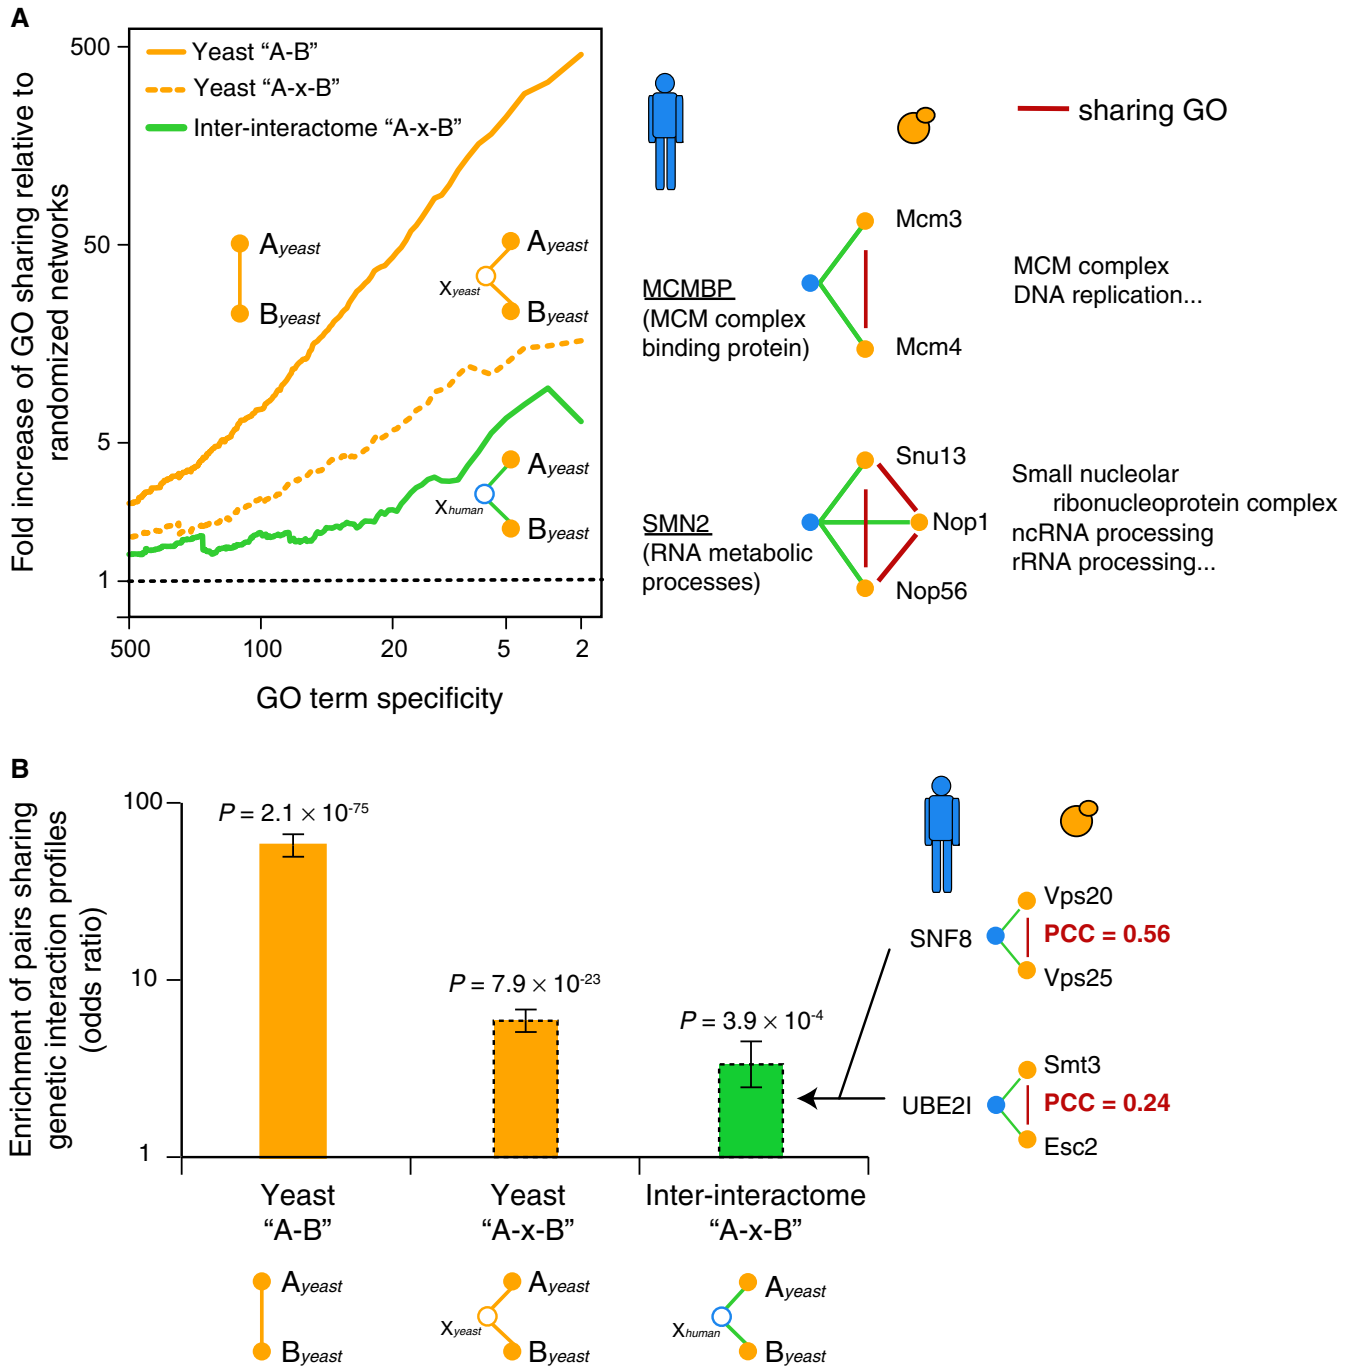 A
Fold increase of GO sharing relative to
randomized networks
500
50
5
1
Yeast “A-B”
Yeast “A-x-B”
Inter-interactome “A-x-B”
Ayeast
Byeast
Ayeast
xyeast
Byeast
Ayeast
xhuman
Byeast
500
100
20
5
2
GO term specificity
sharing GO
MCMBP
(MCM complex
binding protein)
Mcm3
Mcm4
MCM complex
DNA replication...
SMN2
(RNA metabolic
processes)
Snu13
Nop1
Nop56
Small nucleolar
ribonucleoprotein complex
ncRNA processing
rRNA processing...
B
Enrichment of pairs sharing
genetic interaction profiles
(odds ratio)
100
10
1
P = 2.1 × 10-75
P = 7.9 × 10-23
P = 3.9 × 10-4
Yeast
“A-B”
Yeast
“A-x-B”
Inter-interactome
“A-x-B”
Ayeast
Byeast
Ayeast
xyeast
Byeast
Ayeast
xhuman
Byeast
SNF8
Vps20
PCC = 0.56
Vps25
UBE2I
Smt3
PCC = 0.24
Esc2